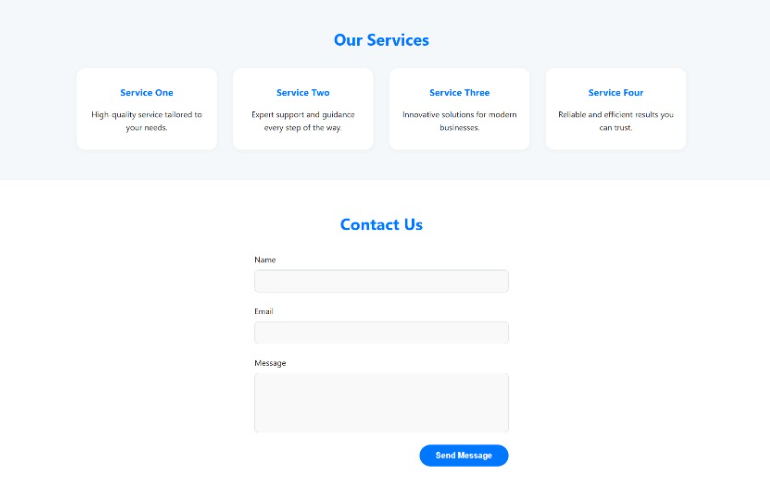 Our Services
Service One
High quality service tailored to
your needs.
Service Two
Expert support and guidance
every step of the way.
Service Three
Innovative solutions for modern
businesses.
Service Four
Reliable and efficient results you
can trust.
Contact Us
Name
Email
Message
Send Message